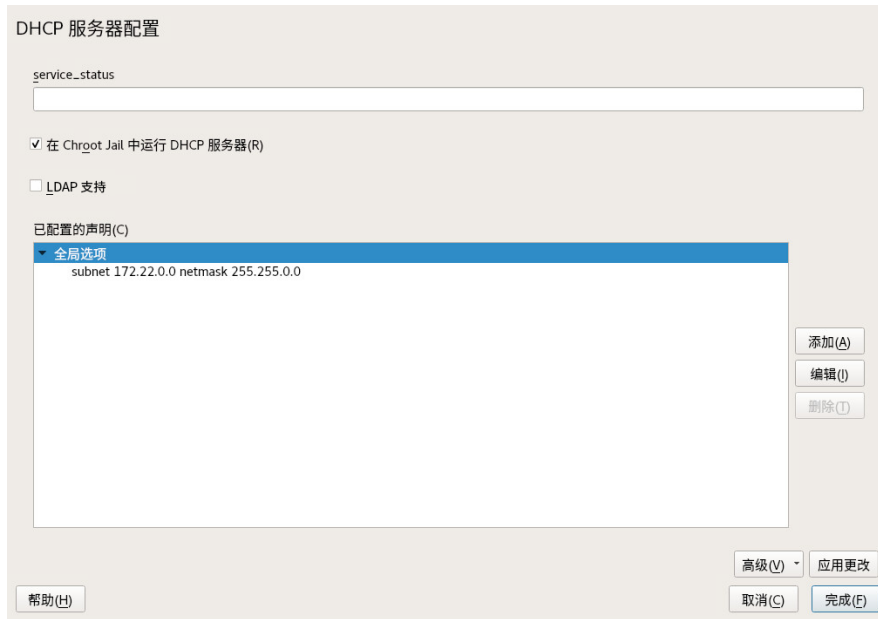 DHCP 服务器配置
service_status
在 Chroot Jail 中运行 DHCP 服务器(R)
LDAP 支持
已配置的声明(C)
全局选项
subnet 172.22.0.0 netmask 255.255.0.0
添加(A)
编辑(I)
删除(T)
高级(V)
应用更改
帮助(H)
取消(C)
完成(F)